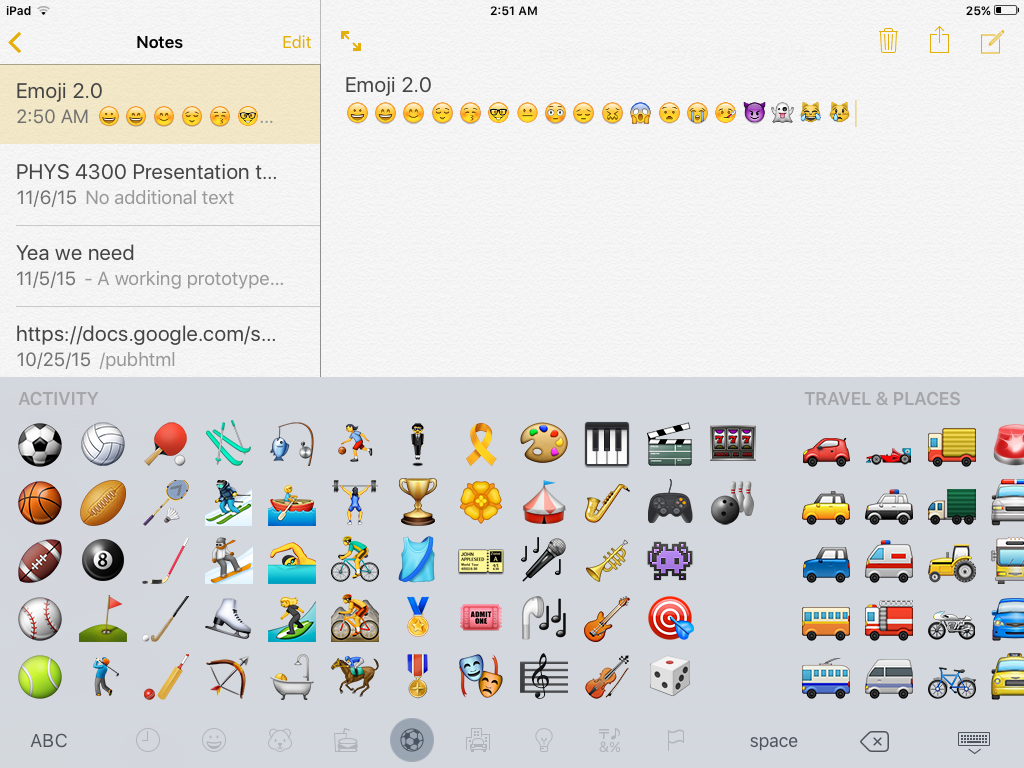 iPad 2:51 AM 25%
Notes Edit
Emoji 2.0
2:50 AM 😀😄😊😌😚🤓...
PHYS 4300 Presentation t...
11/6/15 No additional text
Yea we need
11/5/15 - A working prototype...
https://docs.google.com/s...
10/25/15 /pubhtml
Emoji 2.0
ACTIVITY
TRAVEL & PLACES
8
JOHN APPLESEED
ADMIT ONE
777
ABC
&%
space